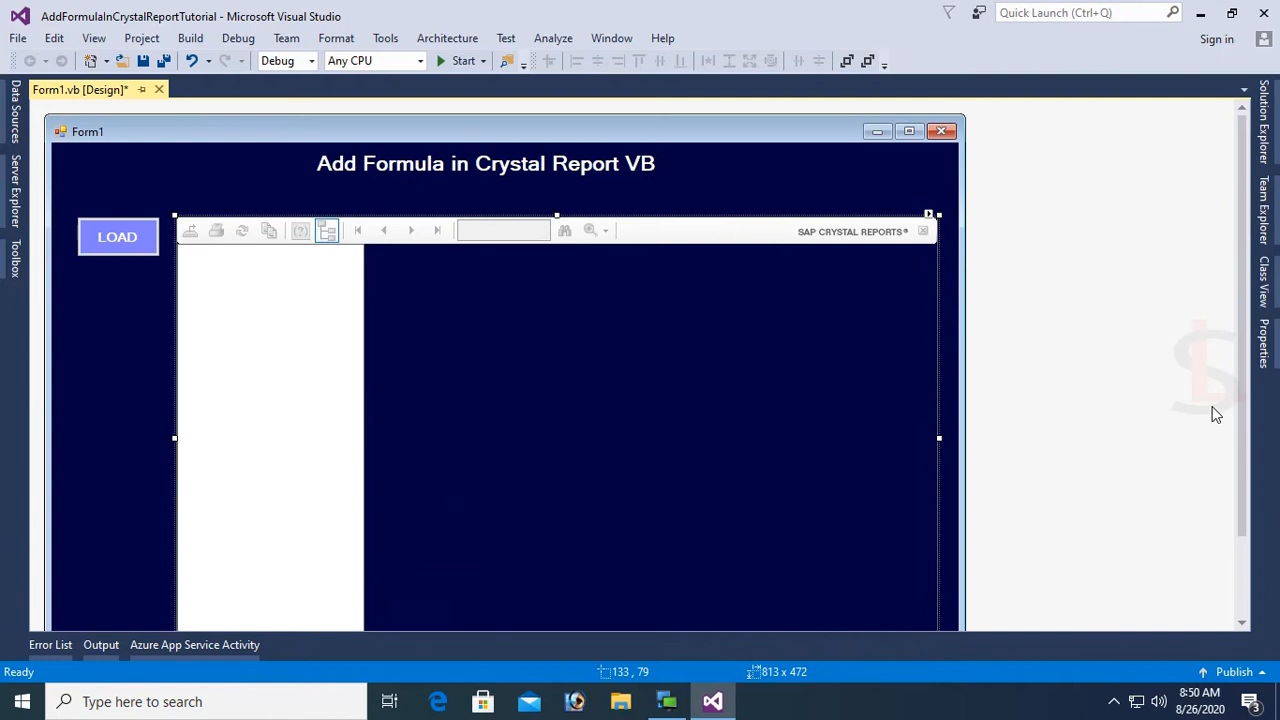 AddFormulaInCrystalReportTutorial - Microsoft Visual Studio
Quick Launch (Ctrl+Q)
File Edit View Project Build Debug Team Format Tools Architecture Test Analyze Window Help
Sign in
Debug Any CPU Start
Form1.vb [Design]*
Data Sources
Server Explorer
Toolbox
Form1
Add Formula in Crystal Report VB
LOAD
SAP CRYSTAL REPORTS®
Solution Explorer
Team Explorer
Class View
Properties
SL
Error List Output Azure App Service Activity
Ready 133 , 79 813 x 472 Publish
Type here to search
8:50 AM
8/26/2020
3